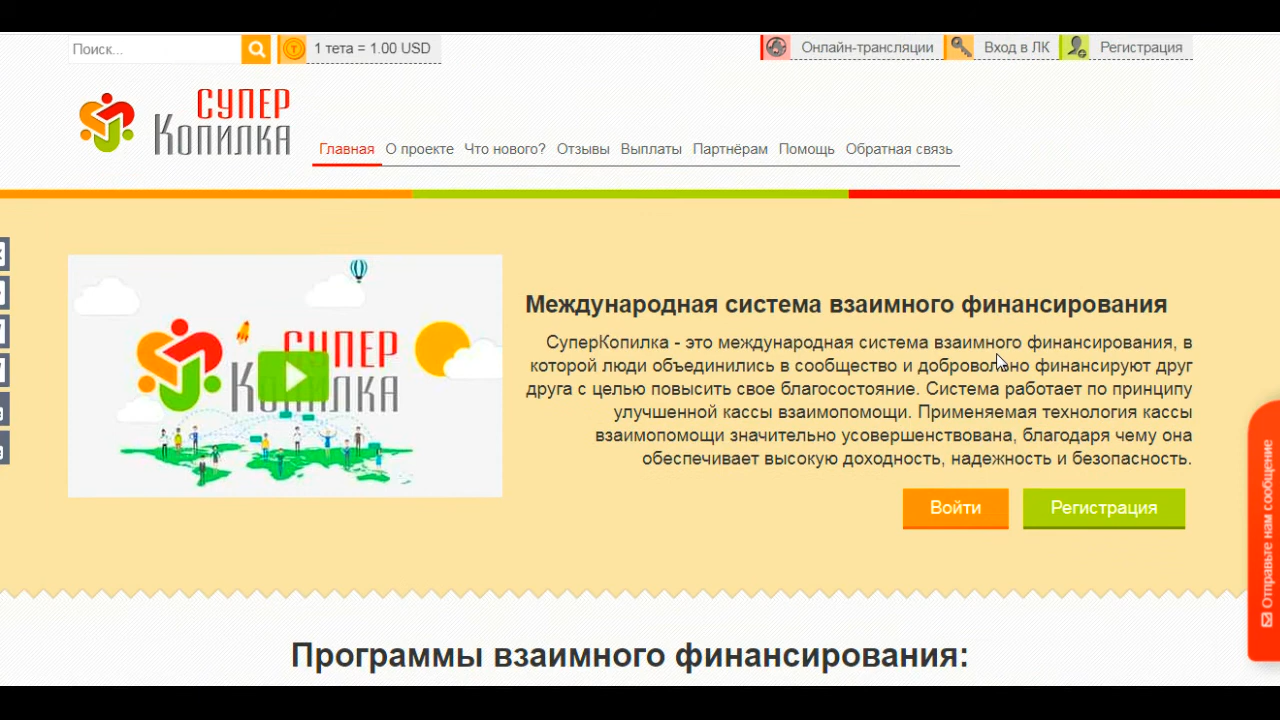 Поиск...
1 тета = 1.00 USD
Онлайн-трансляции
Вход в ЛК
Регистрация
СУПЕР
КОПИЛКА
Главная О проекте Что нового? Отзывы Выплаты Партнёрам Помощь Обратная связь
СУПЕР
КОПИЛКА
Международная система взаимного финансирования
СуперКопилка - это международная система взаимного финансирования, в
которой люди объединились в сообщество и добровольно финансируют друг
друга с целью повысить свое благосостояние. Система работает по принципу
улучшенной кассы взаимопомощи. Применяемая технология кассы
взаимопомощи значительно усовершенствована, благодаря чему она
обеспечивает высокую доходность, надежность и безопасность.
Войти
Регистрация
Отправьте нам сообщение
Программы взаимного финансирования: